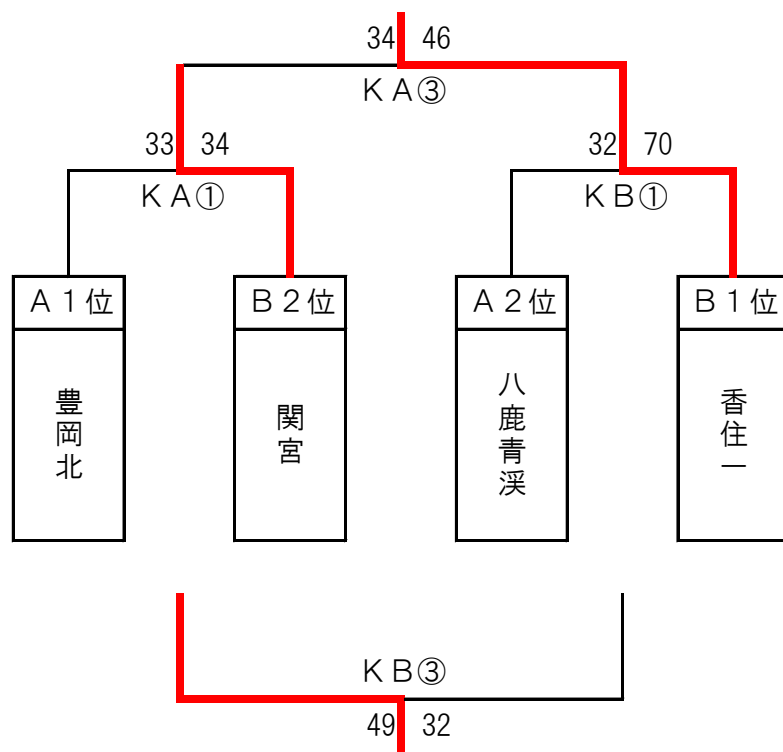 34 46
ＫＡ③
33 34
32 70
ＫＡ①
ＫＢ①
Ａ１位
Ｂ２位
Ａ２位
Ｂ１位
豊岡北
関宮
八鹿青渓
香住一
ＫＢ③
49 32